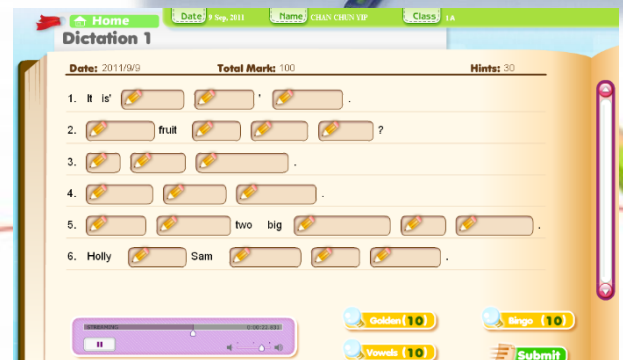 Home Date 9 Sep, 2011 Name CHAN CHUN YIP Class 1A
Dictation 1
Date: 2011/9/9 Total Mark: 100 Hints: 30
1. It is' ' .
2. fruit ?
3. .
4. .
5. two big .
6. Holly Sam .
STREAMING
Golden (10) Bingo (10)
Vowels (10) Submit